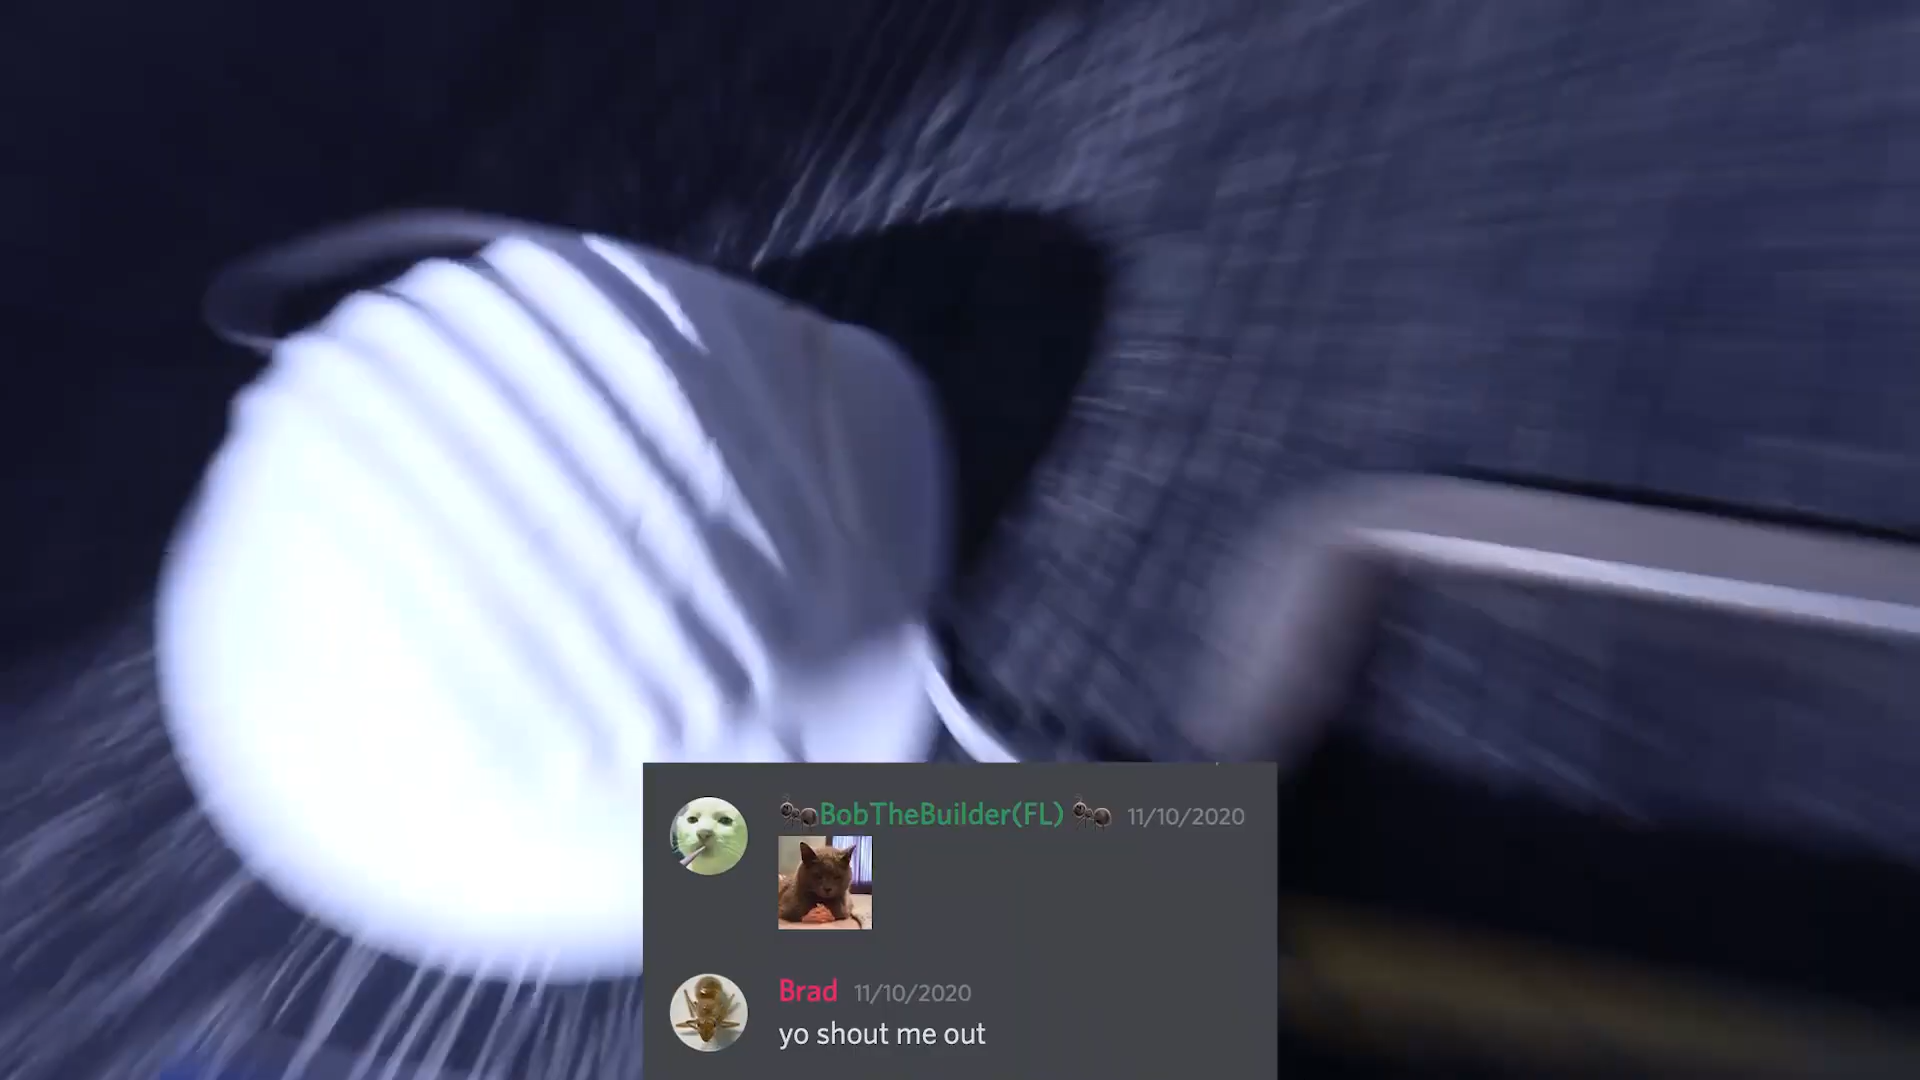 🐜BobTheBuilder(FL) 🐜 11/10/2020
Brad 11/10/2020
yo shout me out